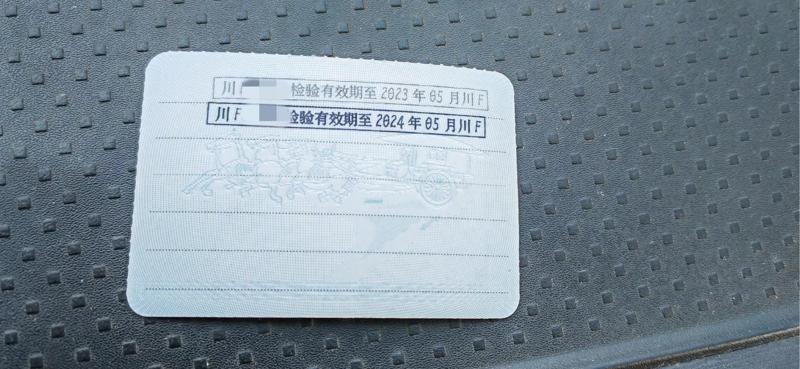 川 检验有效期至 2023 年 05 月川 F
川 F 检验有效期至 2024 年 05 月川 F